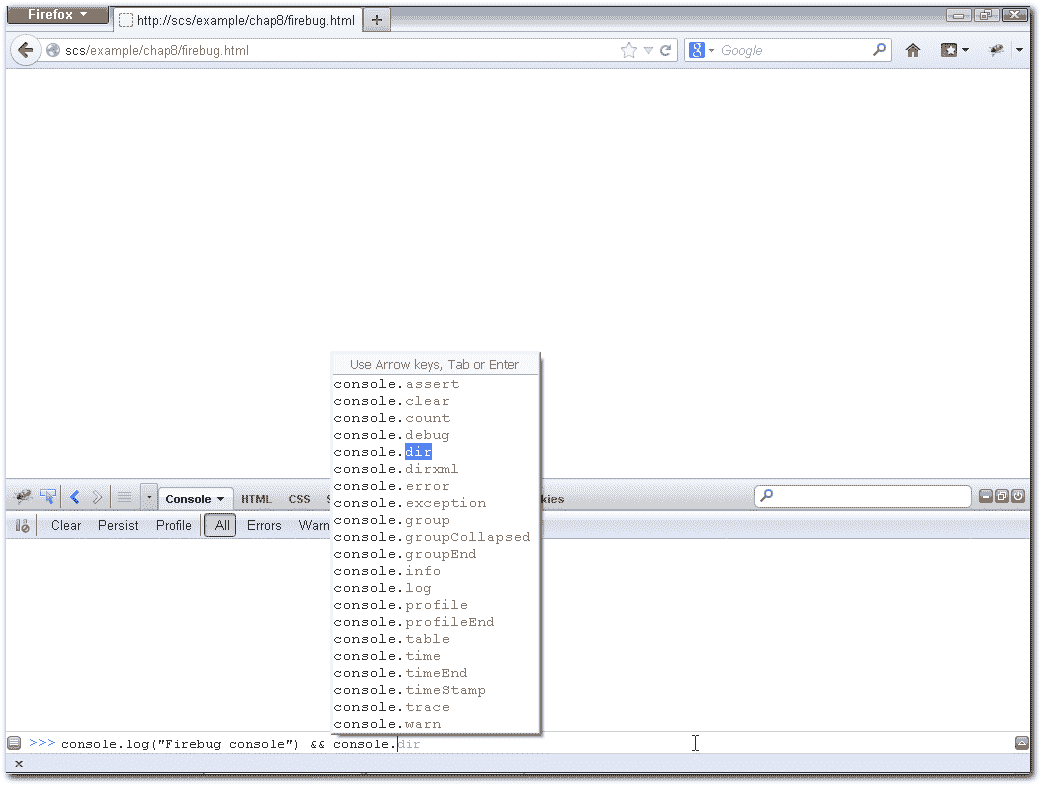 Firefox
http://scs/example/chap8/firebug.html
scs/example/chap8/firebug.html
Google
Use Arrow keys, Tab or Enter
console.assert
console.clear
console.count
console.debug
console.dir
console.dirxml
console.error
console.exception
console.group
console.groupCollapsed
console.groupEnd
console.info
console.log
console.profile
console.profileEnd
console.table
console.time
console.timeEnd
console.timeStamp
console.trace
console.warn
Console HTML CSS S kies
Clear Persist Profile All Errors Warn
>>> console.log("Firebug console") && console.dir